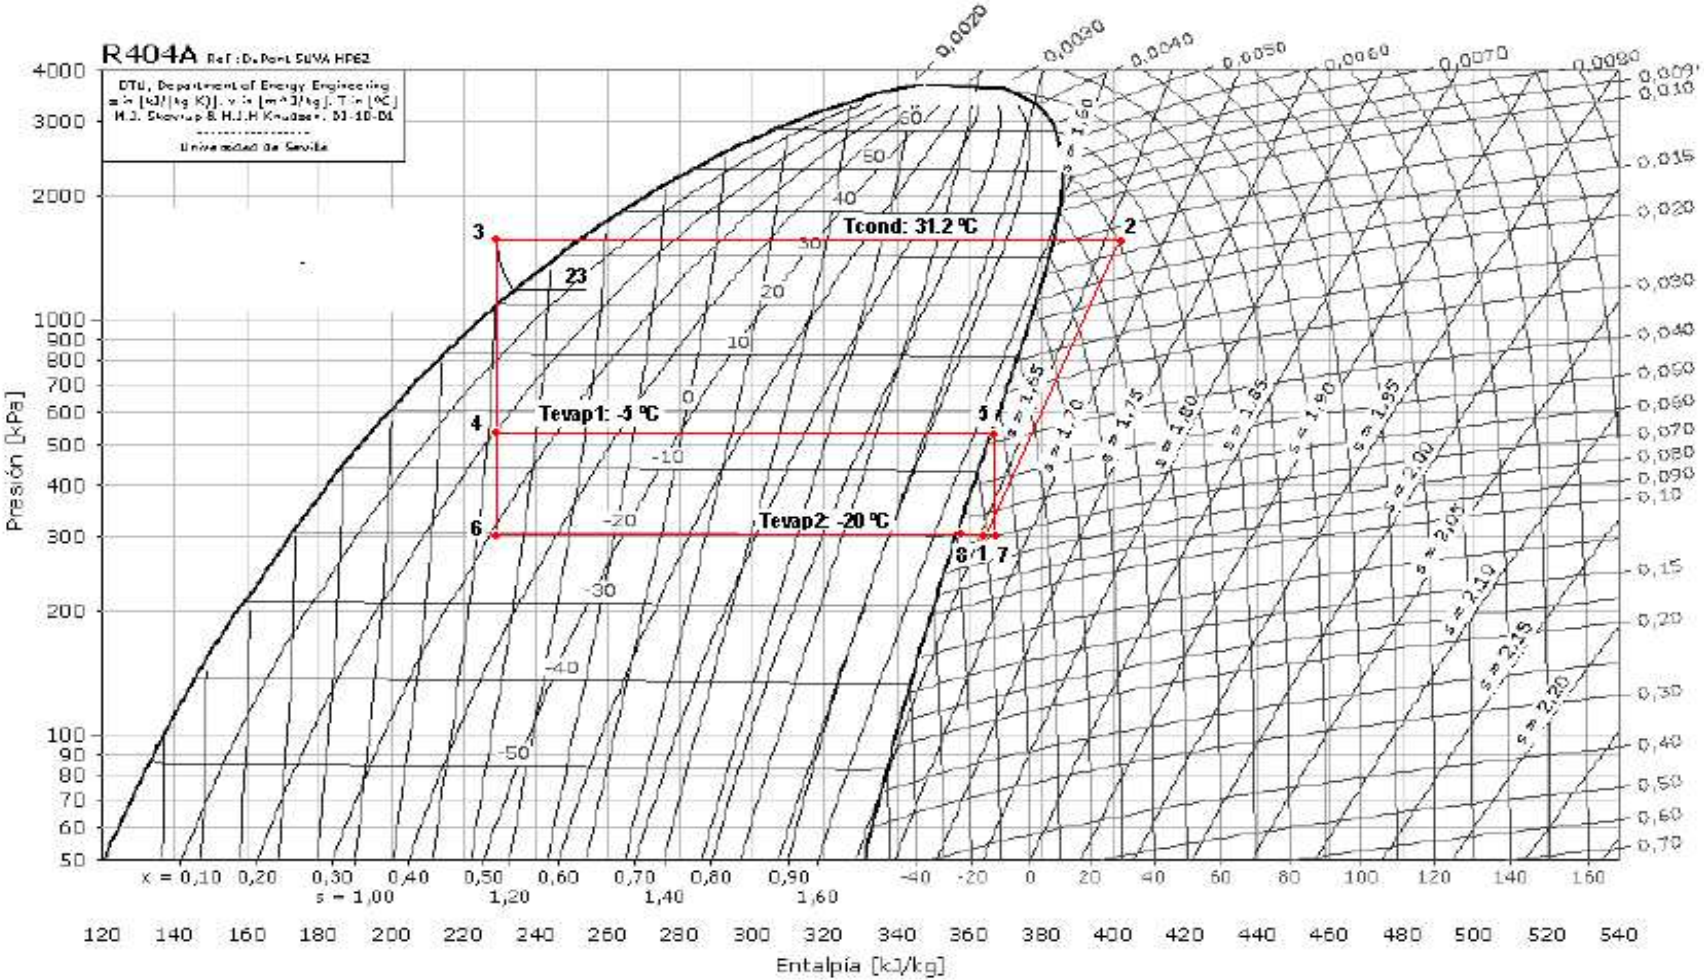 R404A Ref: DuPont SUVA HP62
DTU, Department of Energy Engineering
s in [kJ/(kg K)]. v in [m^3/kg]. T in [ºC]
M.J. Skovrup & H.J.H Knudsen. 03-10-01
Universidad de Sevilla
0,0020
0,0030
0,0040
0,0050
0,0060
0,0070
0,0080
0,009
0,010
0,015
0,020
0,030
0,040
0,050
0,060
0,070
0,080
0,090
0,10
0,15
0,20
0,30
0,40
0,50
0,60
0,70
4000
3000
2000
1000
900
800
700
600
500
400
300
200
100
90
80
70
60
50
Presión [kPa]
60
50
40
30
20
10
0
-10
-20
-30
-40
-50
3
Tcond: 31.2 ºC
2
23
4
Tevap1: -5 ºC
5
6
Tevap2: -20 ºC
8
1
7
s = 1,60
s = 1,65
s = 1,70
s = 1,75
s = 1,80
s = 1,85
s = 1,90
s = 1,95
s = 2,00
s = 2,05
s = 2,10
s = 2,15
s = 2,20
x = 0,10 0,20 0,30 0,40 0,50 0,60 0,70 0,80 0,90 -40 -20 0 20 40 60 80 100 120 140 160
s = 1,00 1,20 1,40 1,60
120 140 160 180 200 220 240 260 280 300 320 340 360 380 400 420 440 460 480 500 520 540
Entalpía [kJ/kg]